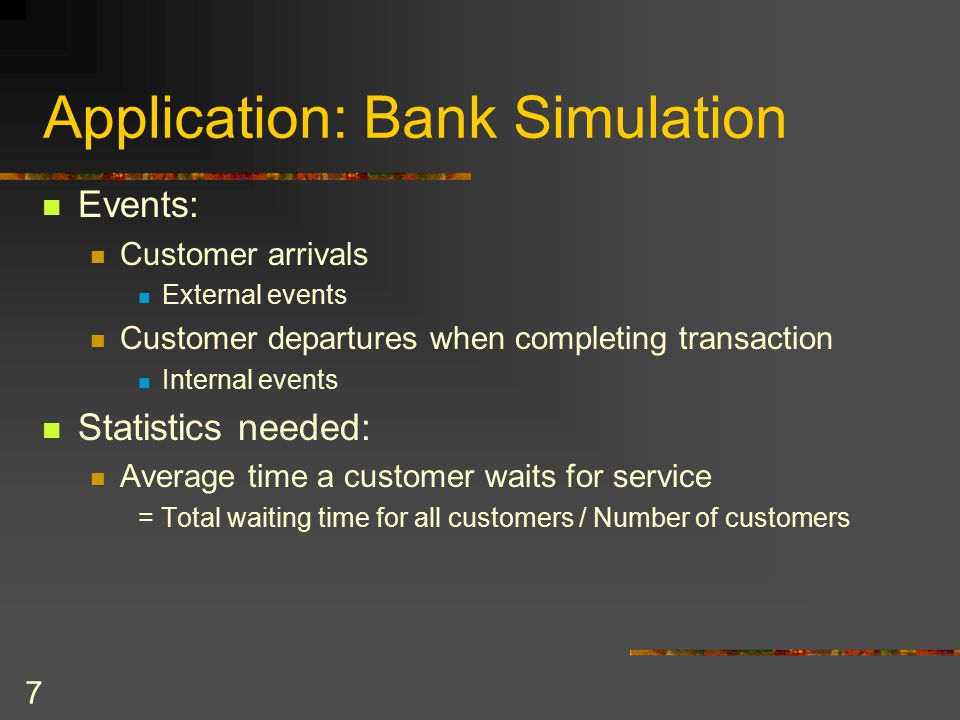 Application: Bank Simulation
Events:
Customer arrivals
External events
Customer departures when completing transaction
Internal events
Statistics needed:
Average time a customer waits for service
= Total waiting time for all customers / Number of customers
7